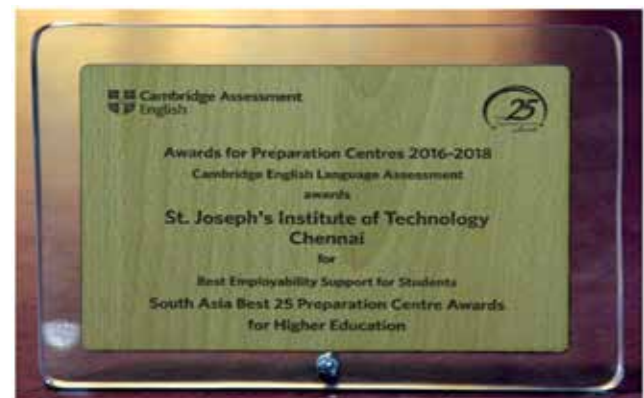 Cambridge Assessment
English
25
Awards for Preparation Centres 2016-2018
Cambridge English Language Assessment
awards
St. Joseph's Institute of Technology
Chennai
for
Best Employability Support for Students
South Asia Best 25 Preparation Centre Awards
for Higher Education